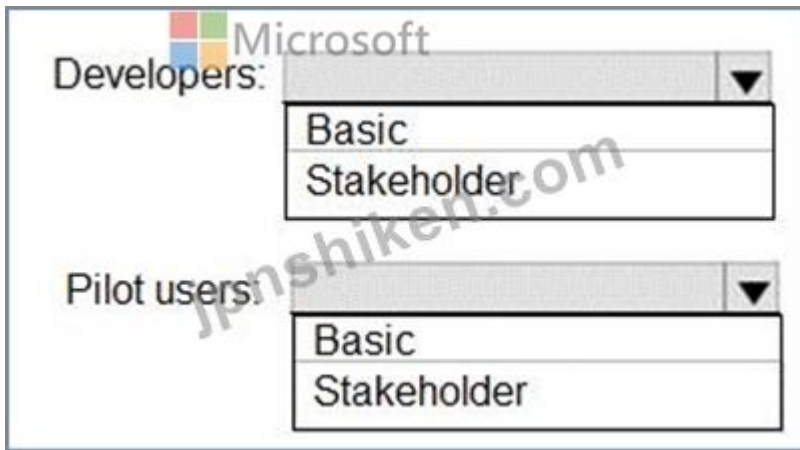 Microsoft
Developers:
Basic
Stakeholder
jpnshiken.com
Pilot users:
Basic
Stakeholder